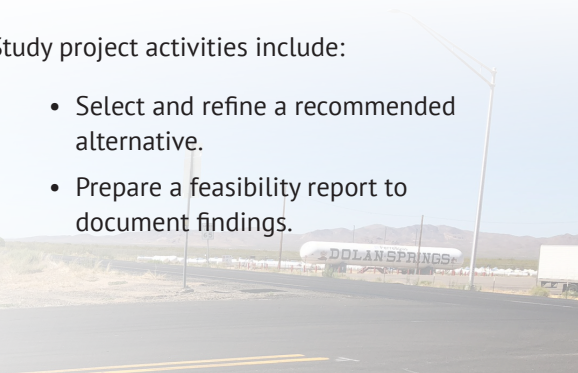 Study project activities include:
• Select and refine a recommended
alternative.
• Prepare a feasibility report to
document findings.
DOLAN SPRINGS